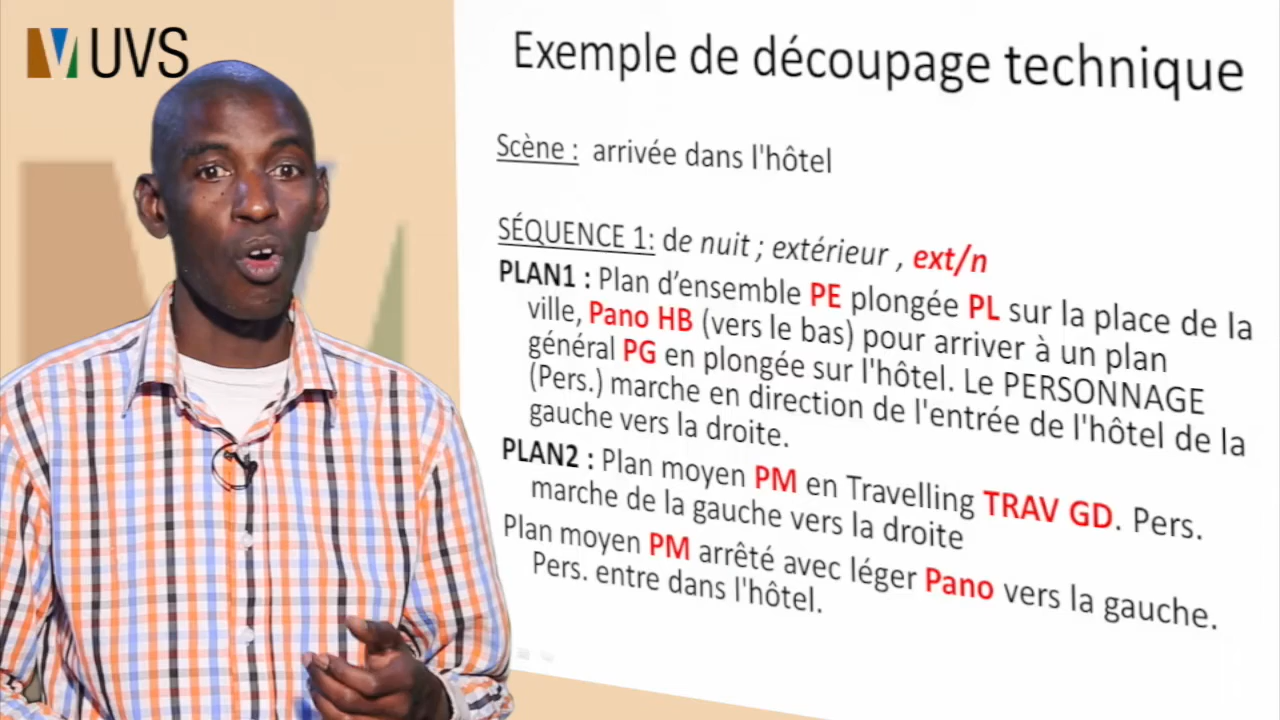 UVS
Exemple de découpage technique
Scène : arrivée dans l'hôtel
SÉQUENCE 1: de nuit ; extérieur , ext/n
PLAN1 : Plan d’ensemble PE plongée PL sur la place de la
ville, Pano HB (vers le bas) pour arriver à un plan
général PG en plongée sur l'hôtel. Le PERSONNAGE
(Pers.) marche en direction de l'entrée de l'hôtel de la
gauche vers la droite.
PLAN2 : Plan moyen PM en Travelling TRAV GD. Pers.
marche de la gauche vers la droite
Plan moyen PM arrêté avec léger Pano vers la gauche.
Pers. entre dans l'hôtel.